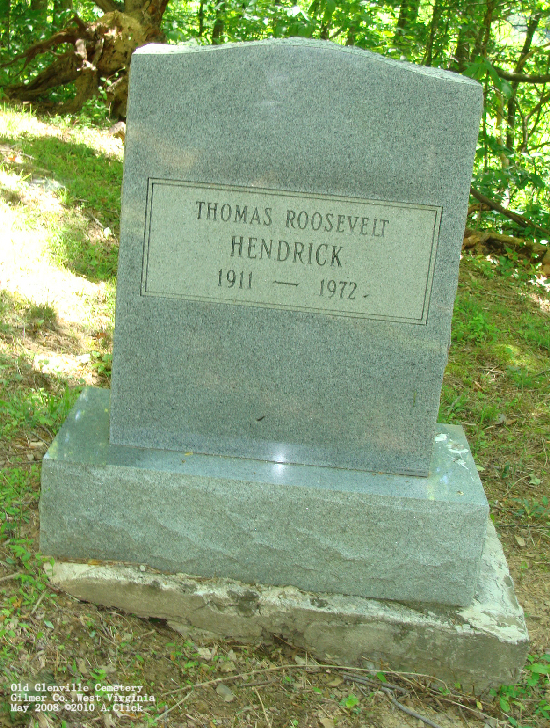 THOMAS ROOSEVELT
HENDRICK
1911 — 1972
Old Glenville Cemetery
Gilmer Co.,West Virginia
May 2008 ©2010 A.Click